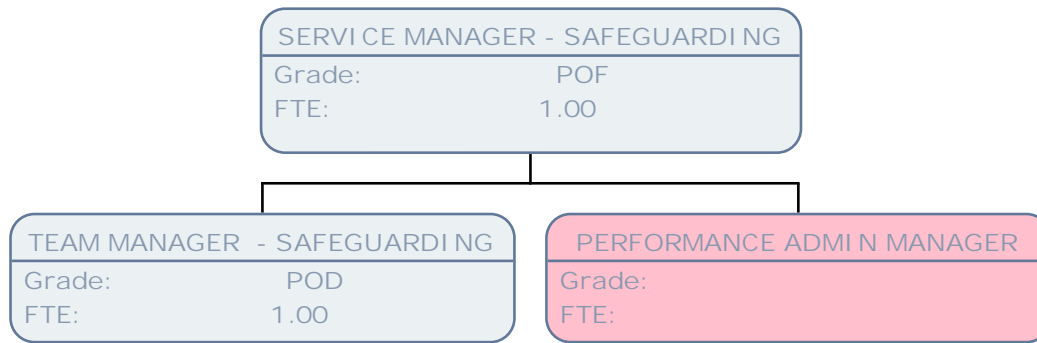 SERVICE MANAGER - SAFEGUARDING
Grade: POF
FTE: 1.00
TEAM MANAGER - SAFEGUARDING
Grade: POD
FTE: 1.00
PERFORMANCE ADMIN MANAGER
Grade:
FTE: